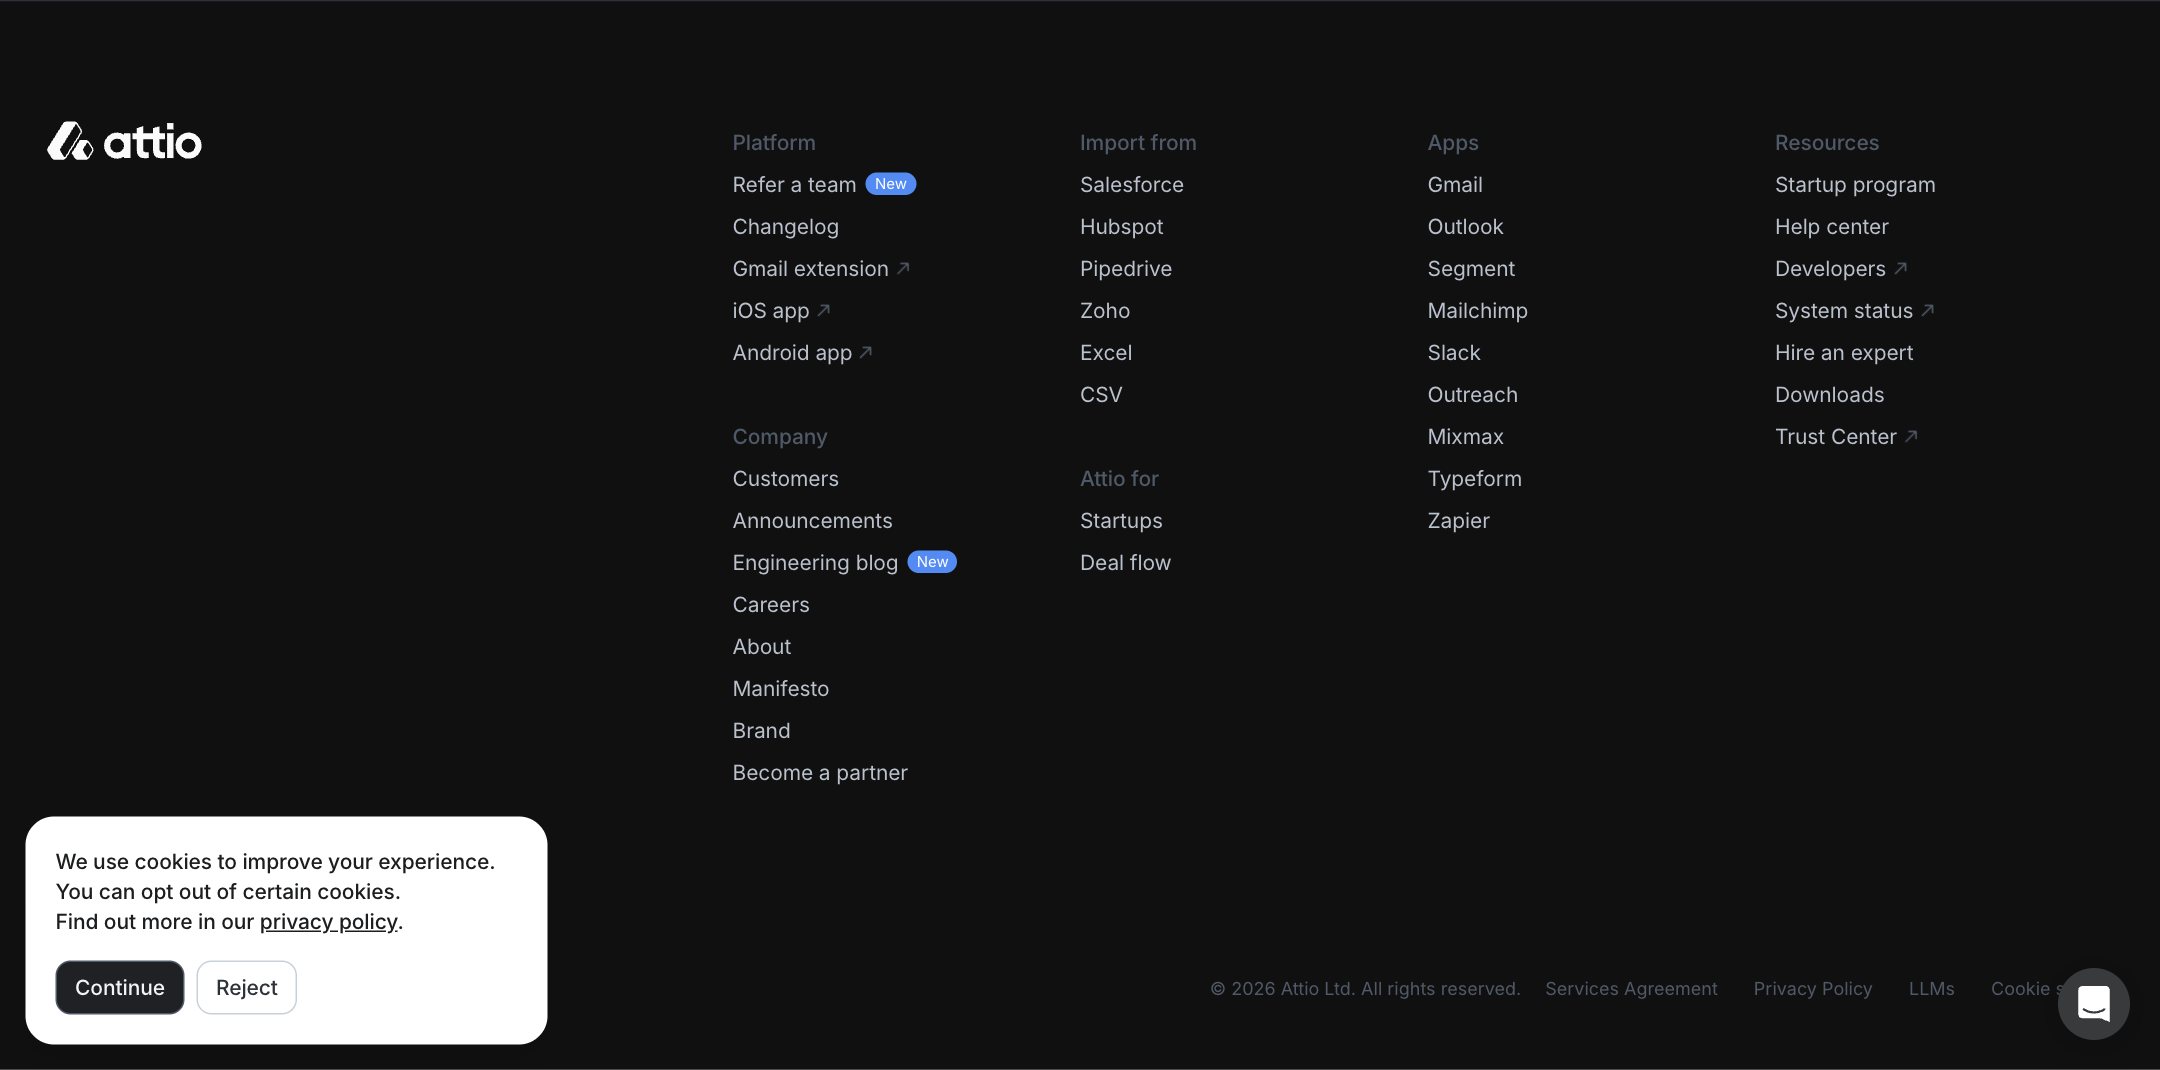 attio
Platform
Refer a team New
Changelog
Gmail extension ↗
iOS app ↗
Android app ↗
Company
Customers
Announcements
Engineering blog New
Careers
About
Manifesto
Brand
Become a partner
Import from
Salesforce
Hubspot
Pipedrive
Zoho
Excel
CSV
Attio for
Startups
Deal flow
Apps
Gmail
Outlook
Segment
Mailchimp
Slack
Outreach
Mixmax
Typeform
Zapier
Resources
Startup program
Help center
Developers ↗
System status ↗
Hire an expert
Downloads
Trust Center ↗
We use cookies to improve your experience.
You can opt out of certain cookies.
Find out more in our privacy policy.
Continue Reject
© 2026 Attio Ltd. All rights reserved. Services Agreement Privacy Policy LLMs Cookie